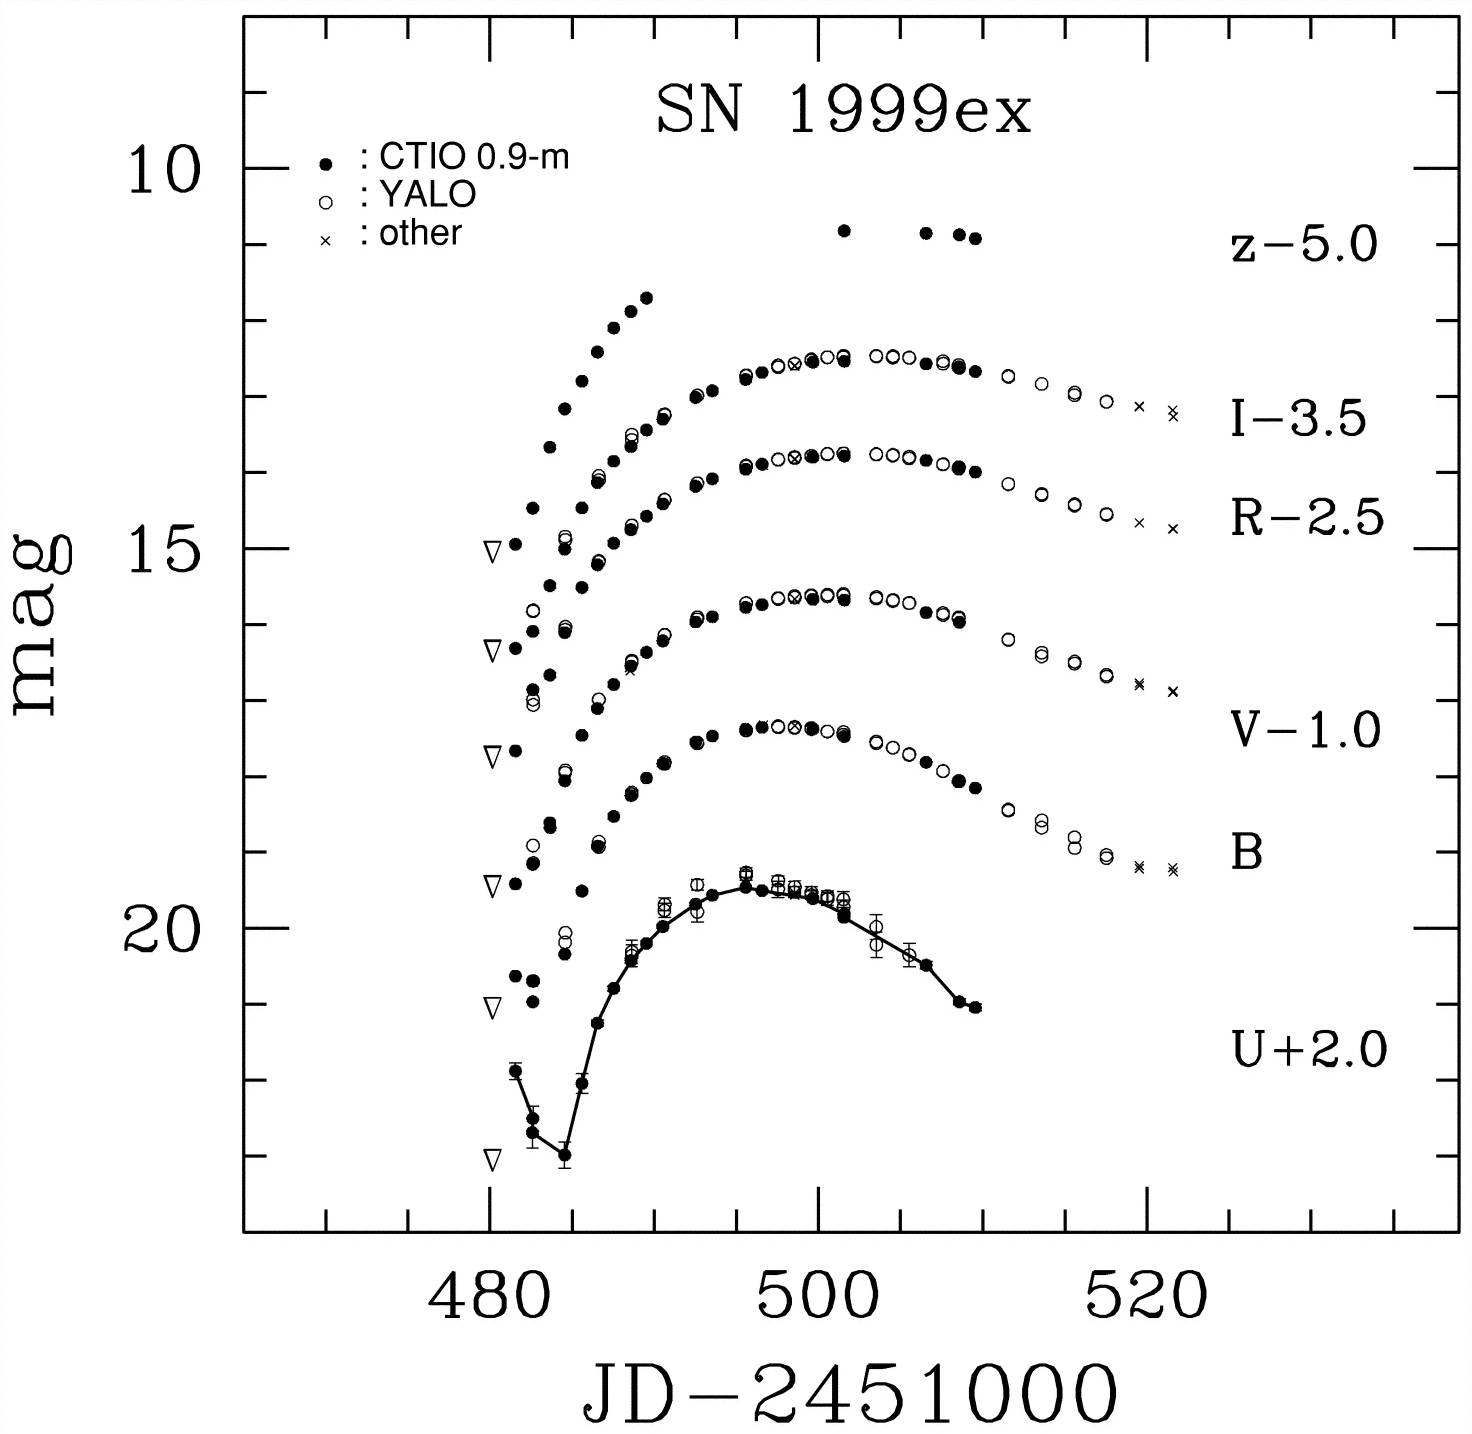 SN 1999ex
: CTIO 0.9-m
: YALO
: other
10
15
20
mag
z-5.0
I-3.5
R-2.5
V-1.0
B
U+2.0
480 500 520
JD-2451000